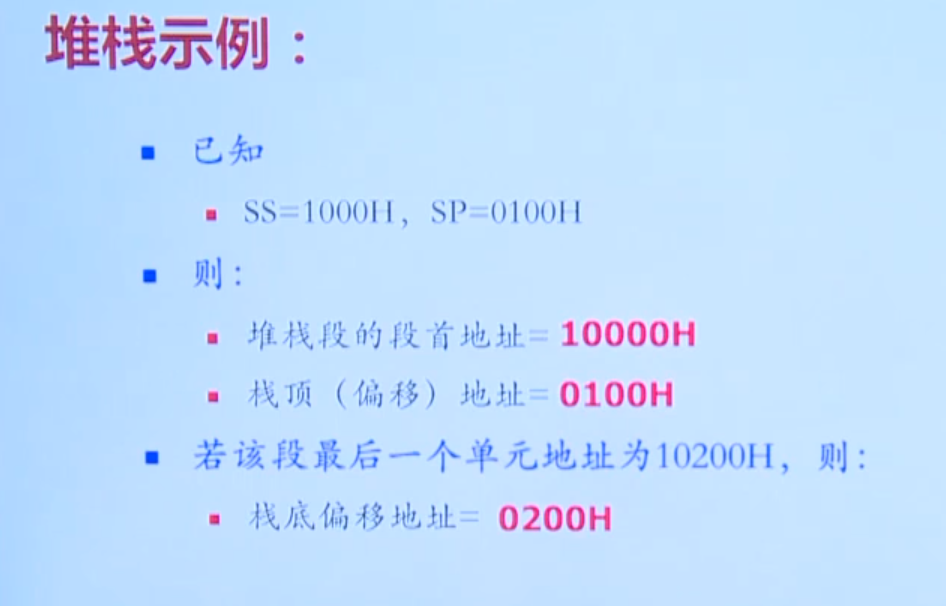 堆栈示例：
已知
SS=1000H，SP=0100H
则：
堆栈段的段首地址= 10000H
栈顶（偏移）地址= 0100H
若该段最后一个单元地址为10200H，则：
栈底偏移地址= 0200H